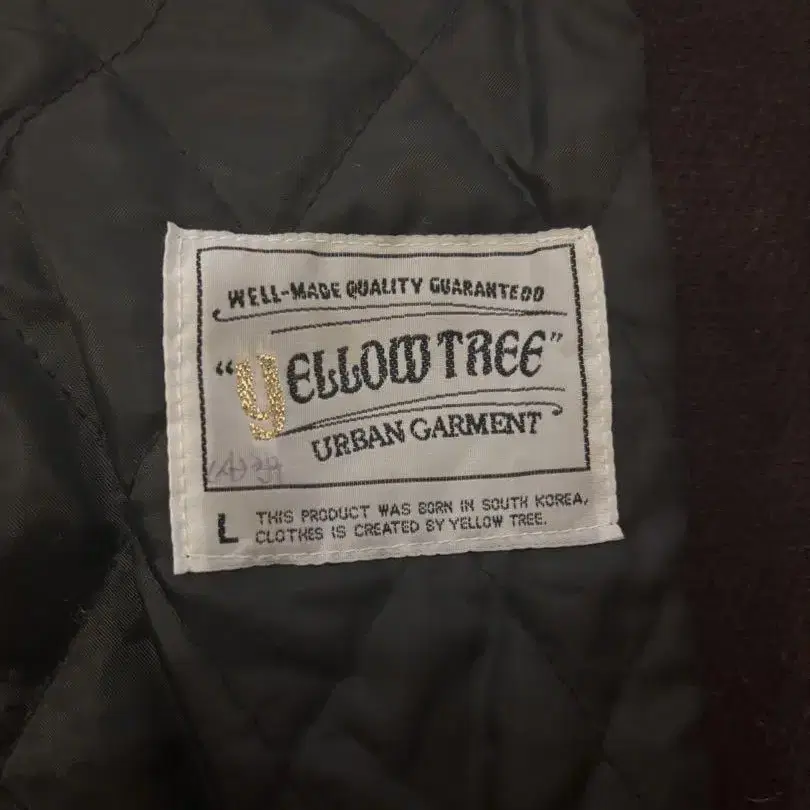 WELL-MADE QUALITY GUARANTEED
"YELLOW TREE"
URBAN GARMENT
L
THIS PRODUCT WAS BORN IN SOUTH KOREA,
CLOTHES IS CREATED BY YELLOW TREE.